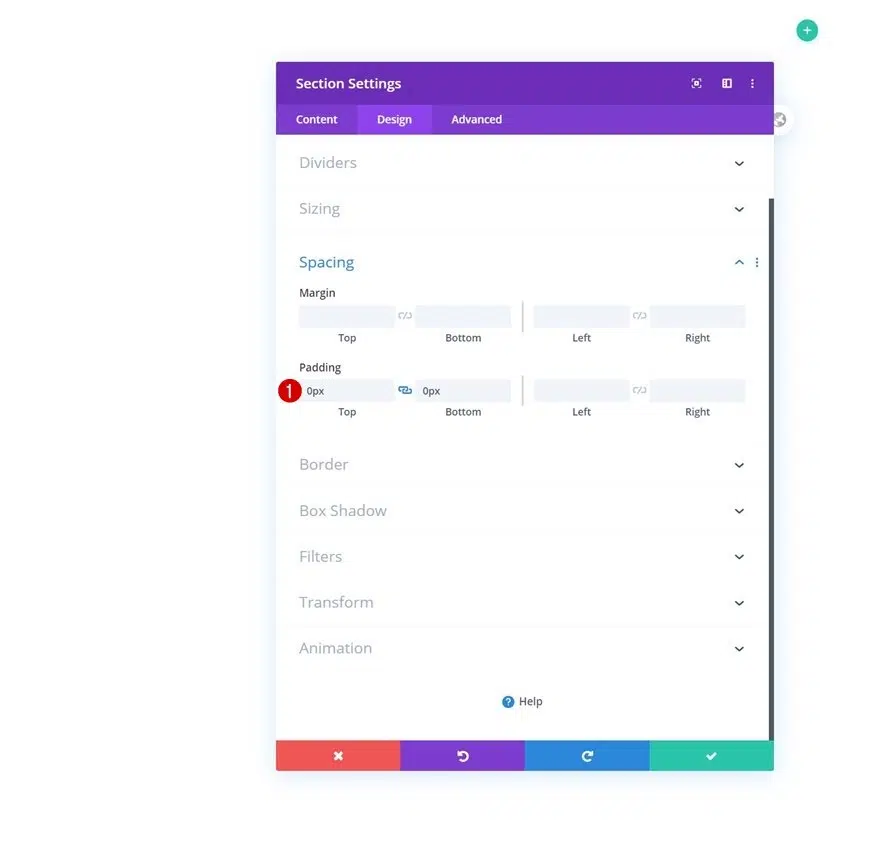 Section Settings
Content Design Advanced
Dividers
Sizing
Spacing
Margin
Top Bottom Left Right
Padding
1 0px 0px
Top Bottom Left Right
Border
Box Shadow
Filters
Transform
Animation
Help